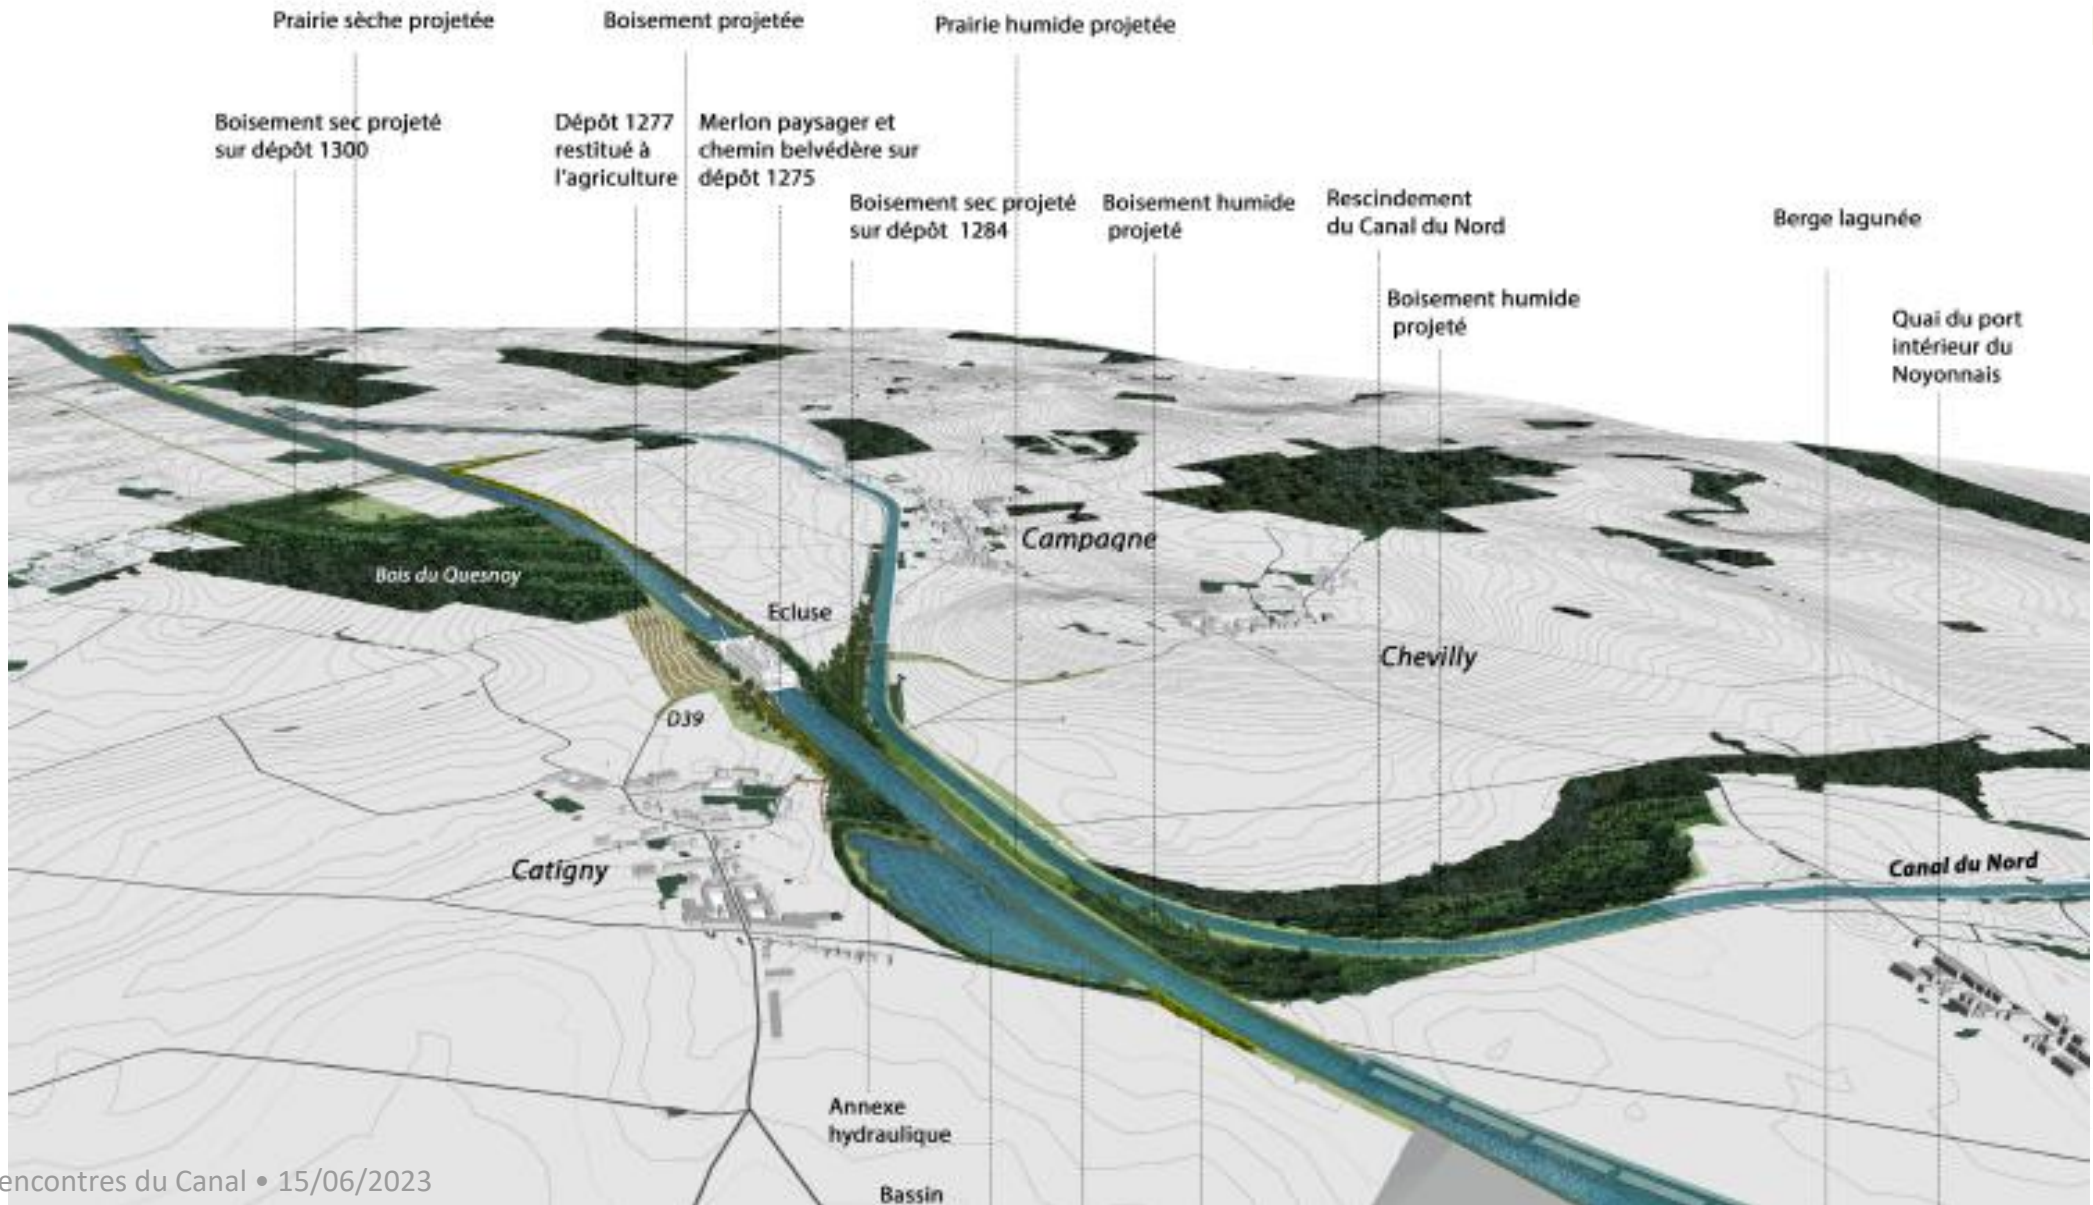 Prairie sèche projetée
Boisement projetée
Prairie humide projetée
Boisement sec projeté
sur dépôt 1300
Dépôt 1277
restitué à
l'agriculture
Merlon paysager et
chemin belvédère sur
dépôt 1275
Boisement sec projeté
sur dépôt 1284
Boisement humide
projeté
Rescindement
du Canal du Nord
Berge lagunée
Boisement humide
projeté
Quai du port
intérieur du
Noyonnais
Campagne
Bois du Quesnoy
Ecluse
Chevilly
D39
Catigny
Canal du Nord
Annexe
hydraulique
Bassin
encontres du Canal • 15/06/2023